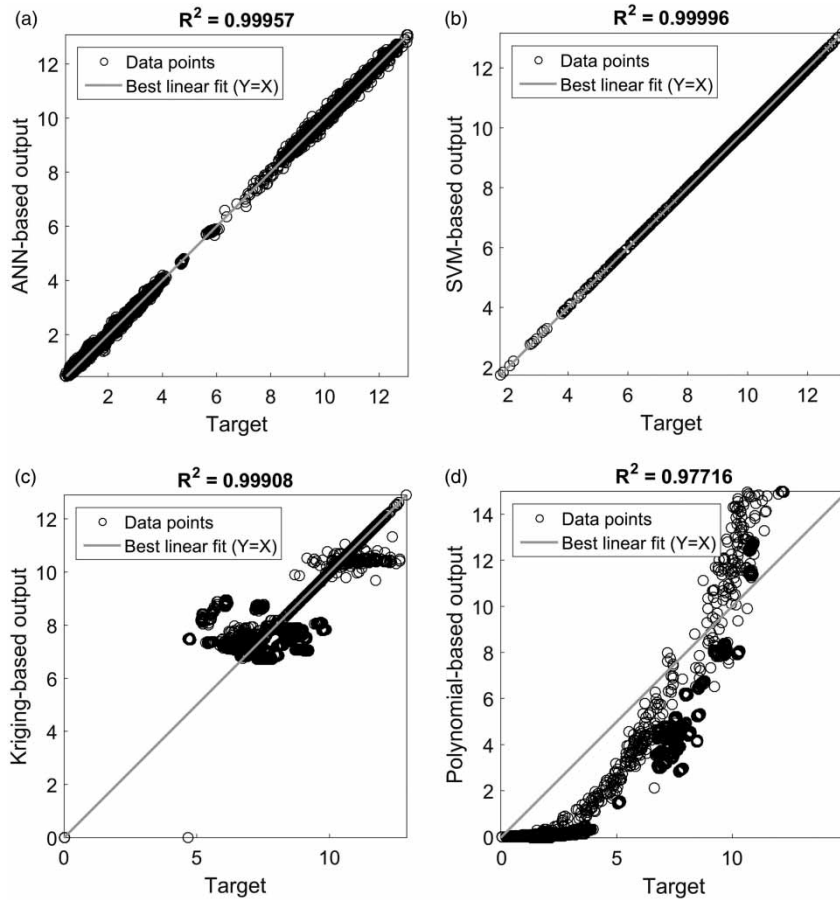 (a)
R² = 0.99957
Data points
Best linear fit (Y=X)
12
10
8
6
4
2
ANN-based output
2 4 6 8 10 12
Target
(b)
R² = 0.99996
Data points
Best linear fit (Y=X)
12
10
8
6
4
2
SVM-based output
2 4 6 8 10 12
Target
(c)
R² = 0.99908
Data points
Best linear fit (Y=X)
12
10
8
6
4
2
0
Kriging-based output
0 5 10
Target
(d)
R² = 0.97716
Data points
Best linear fit (Y=X)
14
12
10
8
6
4
2
0
Polynomial-based output
0 5 10
Target